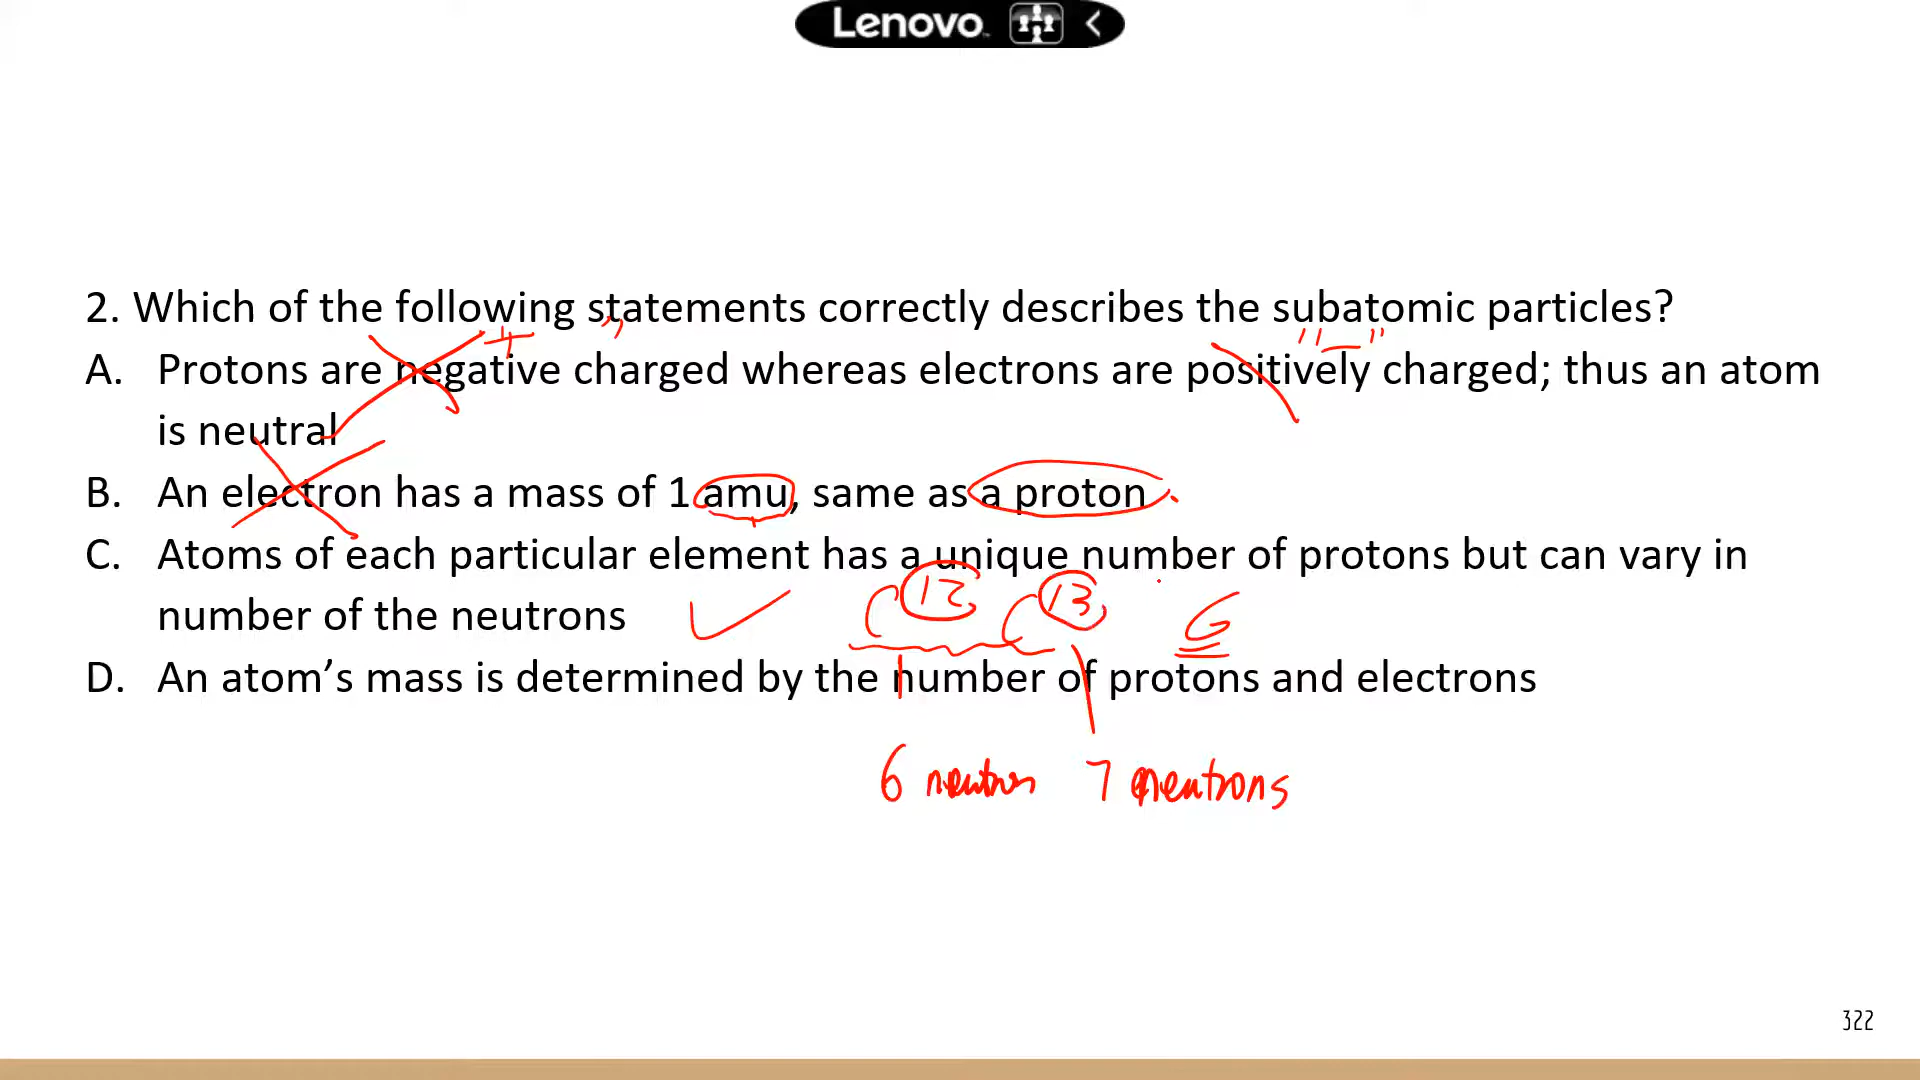 Lenovo
2. Which of the following statements correctly describes the subatomic particles?
+ " " - "
A. Protons are negative charged whereas electrons are positively charged; thus an atom
is neutral
B. An electron has a mass of 1 amu, same as a proton
C. Atoms of each particular element has a unique number of protons but can vary in
number of the neutrons
12 13 6
D. An atom's mass is determined by the number of protons and electrons
6 neutron 7 neutrons
322